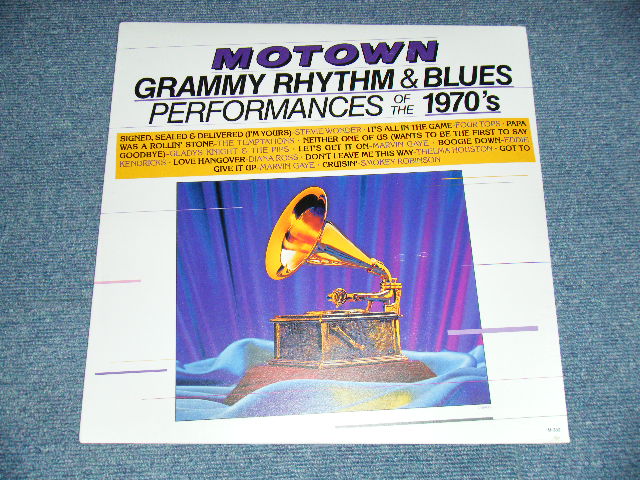 MOTOWN
GRAMMY RHYTHM & BLUES
PERFORMANCES OF THE 1970's
SIGNED, SEALED & DELIVERED (I'M YOURS)-STEVIE WONDER · IT'S ALL IN THE GAME-FOUR TOPS · PAPA
WAS A ROLLIN' STONE-THE TEMPTATIONS · NEITHER ONE OF US (WANTS TO BE THE FIRST TO SAY
GOODBYE)-GLADYS KNIGHT & THE PIPS · LET'S GET IT ON-MARVIN GAYE · BOOGIE DOWN-EDDIE
KENDRICKS · LOVE HANGOVER-DIANA ROSS · DON'T LEAVE ME THIS WAY-THELMA HOUSTON · GOT TO
GIVE IT UP-MARVIN GAYE · CRUISIN'-SMOKEY ROBINSON